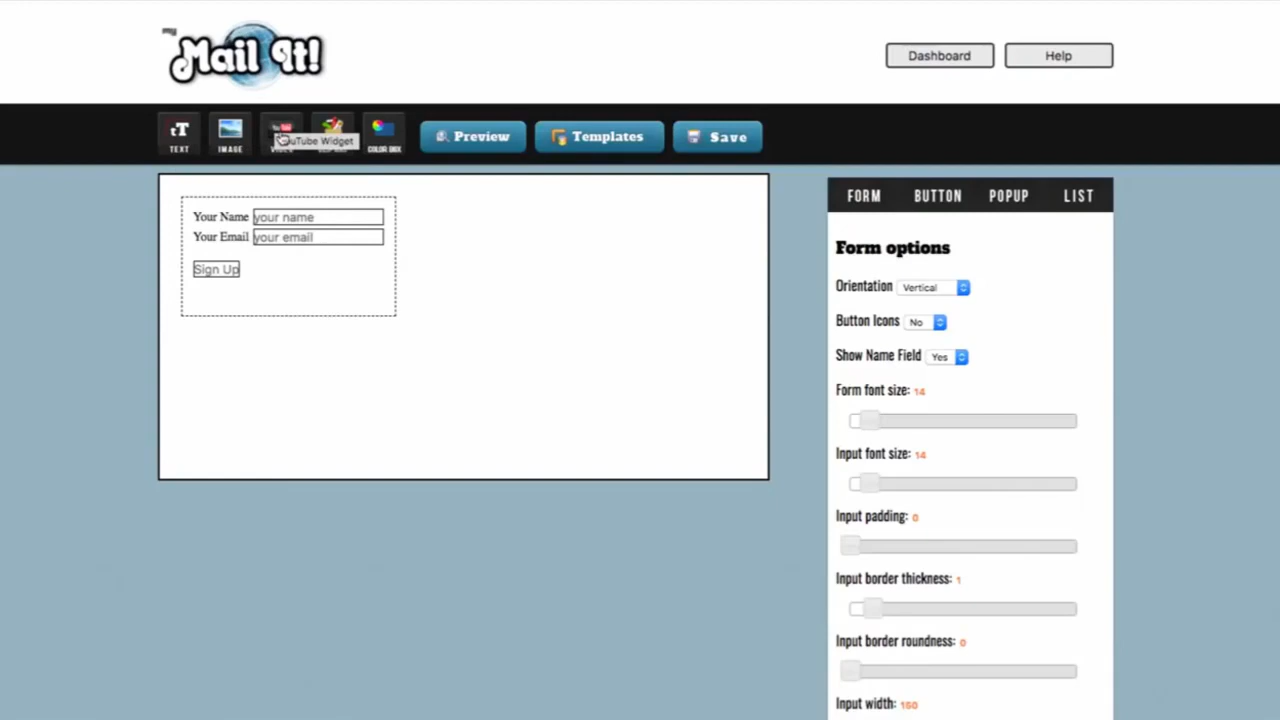 Mail It!
Dashboard
Help
TEXT
IMAGE
YouTube Widget
COLOR BOX
Preview
Templates
Save
FORM
BUTTON
POPUP
LIST
Your Name your name
Your Email your email
Sign Up
Form options
Orientation Vertical
Button Icons No
Show Name Field Yes
Form font size: 14
Input font size: 14
Input padding: 0
Input border thickness: 1
Input border roundness: 0
Input width: 150